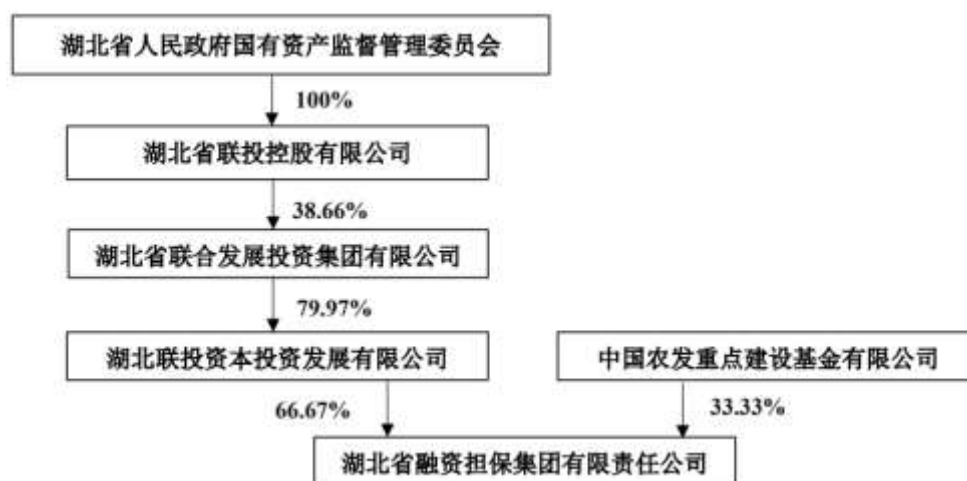 湖北省人民政府国有资产监督管理委员会
100%
湖北省联投控股有限公司
38.66%
湖北省联合发展投资集团有限公司
79.97%
湖北联投资本投资发展有限公司
中国农发重点建设基金有限公司
66.67%
33.33%
湖北省融资担保集团有限责任公司